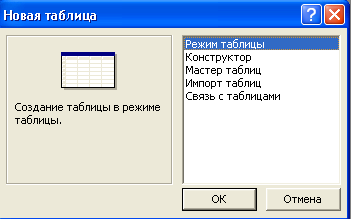 Новая таблица
Создание таблицы в режиме
таблицы.
Режим таблицы
Конструктор
Мастер таблиц
Импорт таблиц
Связь с таблицами
ОК
Отмена